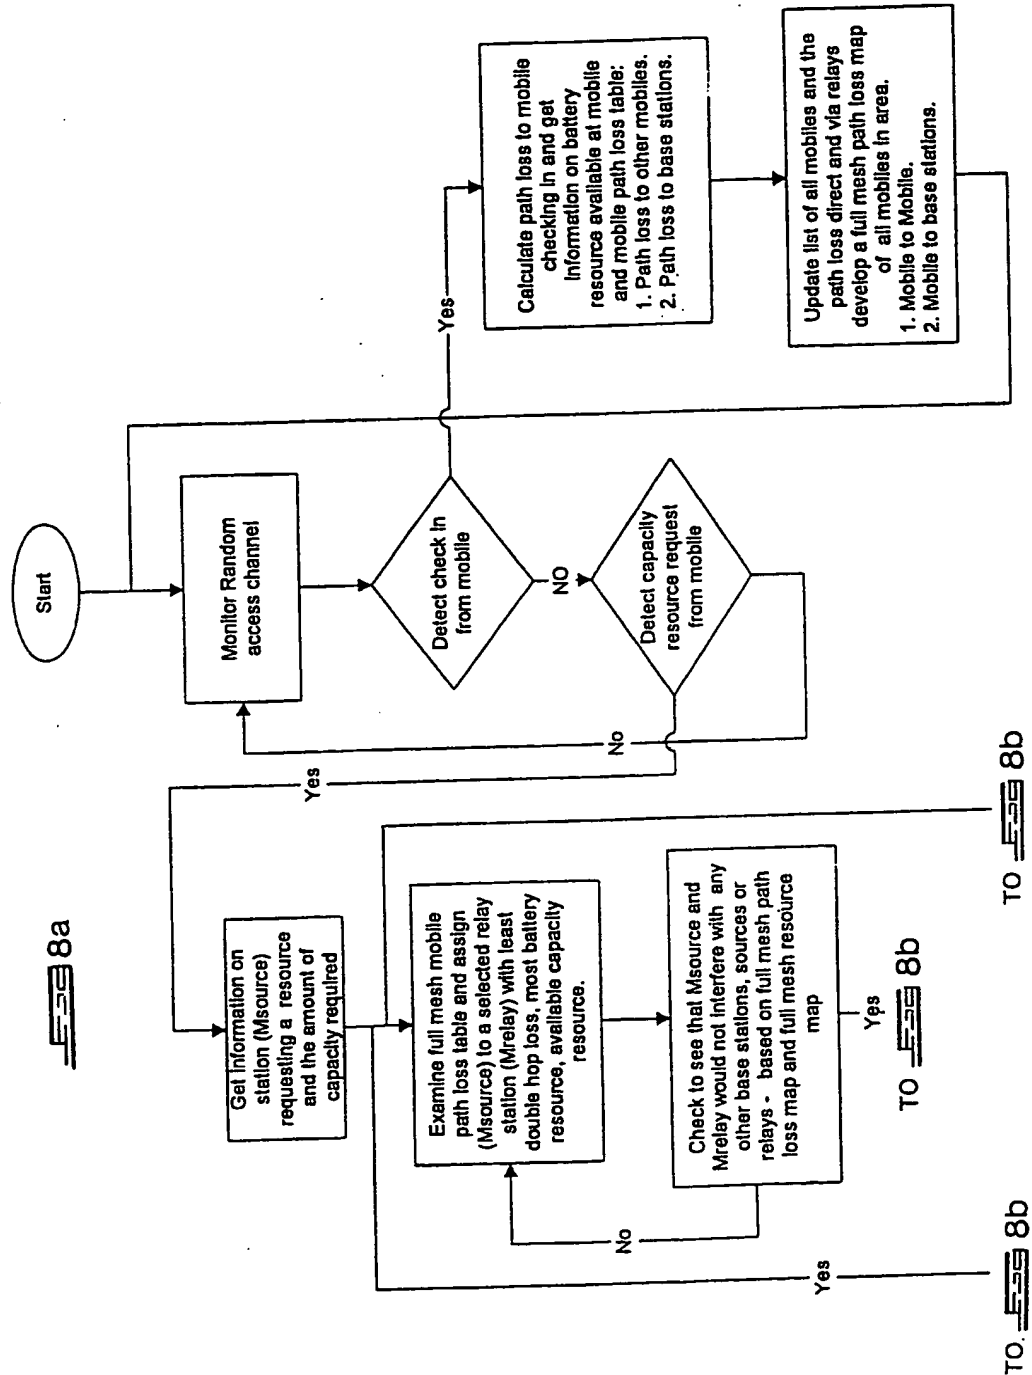 Fig 8a
Start
Monitor Random
access channel
Detect check in
from mobile
Yes
NO
Calculate path loss to mobile
checking in and get
Information on battery
resource available at mobile
and mobile path loss table:
1. Path loss to other mobiles.
2. Path loss to base stations.
Update list of all mobiles and the
path loss direct and via relays
develop a full mesh path loss map
of all mobiles in area.
1. Mobile to Mobile.
2. Mobile to base stations.
Detect capacity
resource request
from mobile
No
Yes
Get Information on
station (Msource)
requesting a resource
and the amount of
capacity required
Examine full mesh mobile
path loss table and assign
(Msource) to a selected relay
station (Mrelay) with least
double hop loss, most battery
resource, available capacity
resource.
Check to see that Msource and
Mrelay would not interfere with any
other base stations, sources or
relays - based on full mesh path
loss map and full mesh resource
map
No
Yes
Yes
TO Fig 8b
TO Fig 8b
TO. Fig 8b